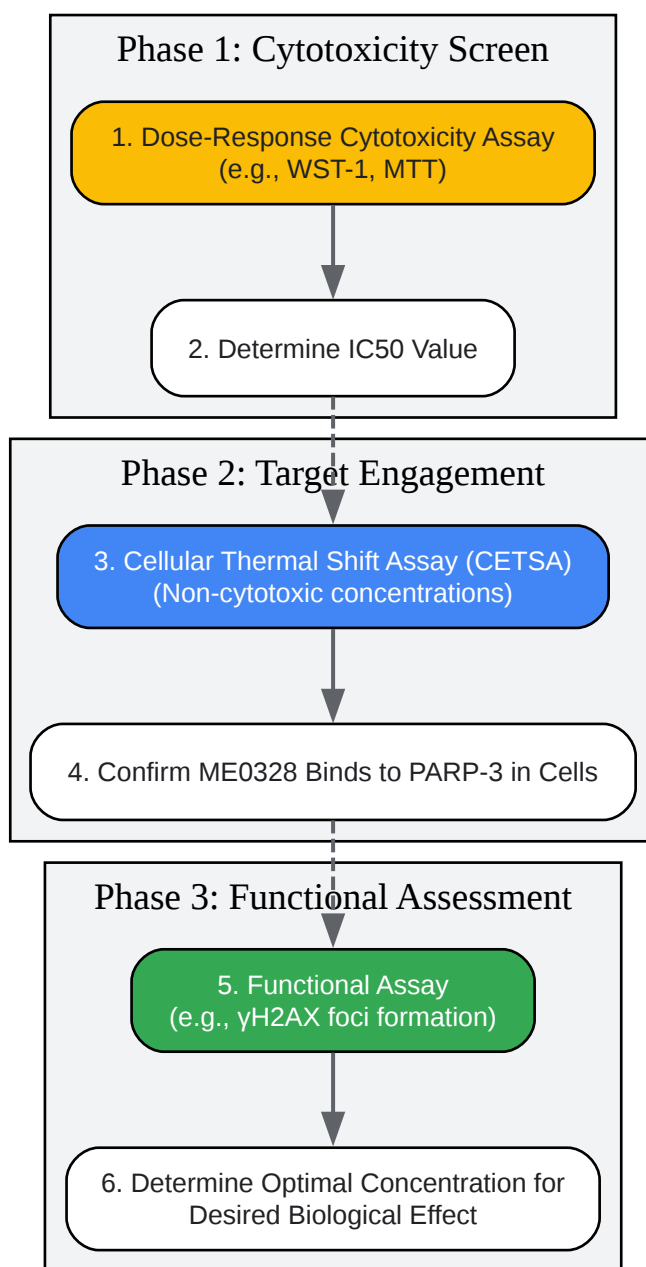 Phase 1: Cytotoxicity Screen
1. Dose-Response Cytotoxicity Assay
(e.g., WST-1, MTT)
2. Determine IC50 Value
Phase 2: Target Engagement
3. Cellular Thermal Shift Assay (CETSA)
(Non-cytotoxic concentrations)
4. Confirm ME0328 Binds to PARP-3 in Cells
Phase 3: Functional Assessment
5. Functional Assay
(e.g., γH2AX foci formation)
6. Determine Optimal Concentration for
Desired Biological Effect